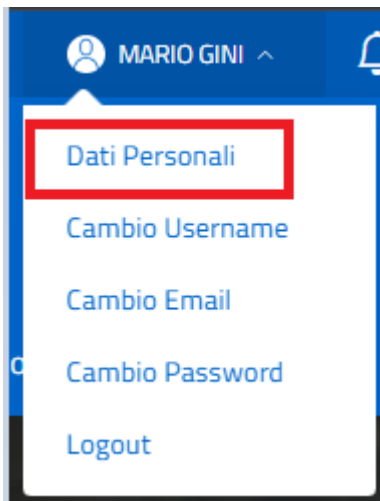 MARIO GINI
Dati Personali
Cambio Username
Cambio Email
Cambio Password
Logout